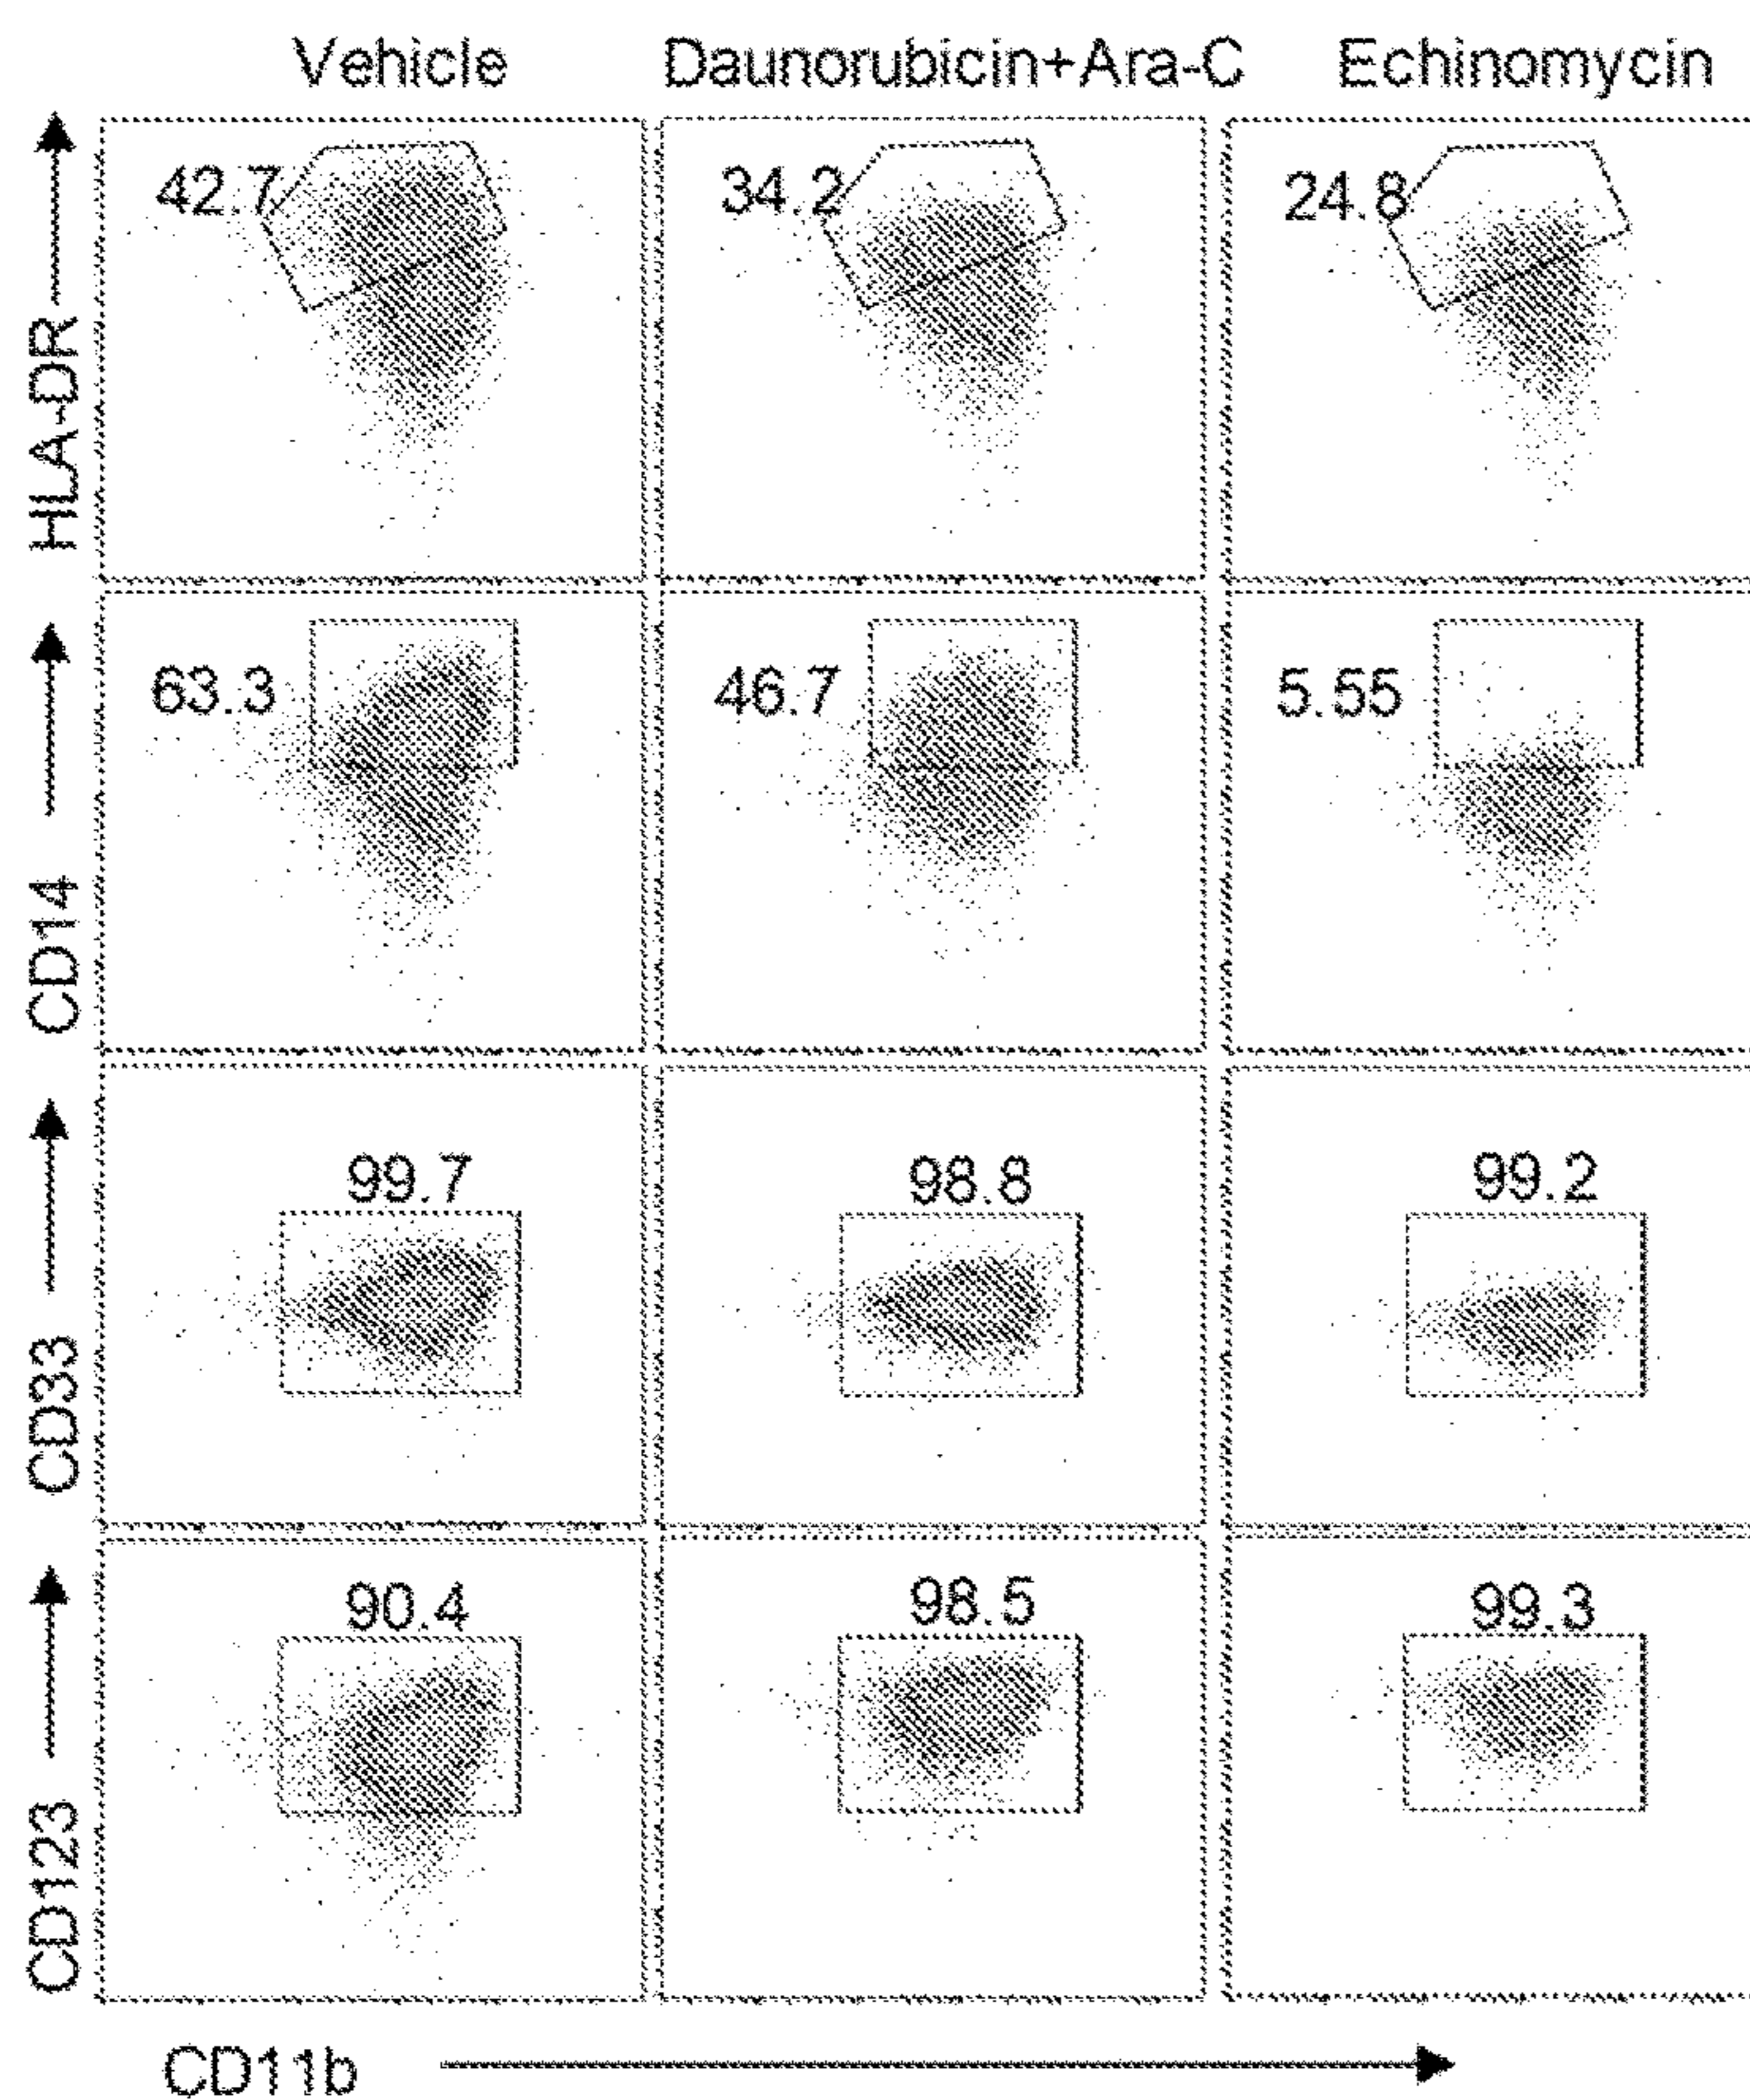 Vehicle Daunorubicin+Ara-C Echinomycin
HLA-DR
42.7 34.2 24.8
CD14
63.3 46.7 5.55
CD33
99.7 98.8 99.2
CD123
90.4 98.5 99.3
CD11b